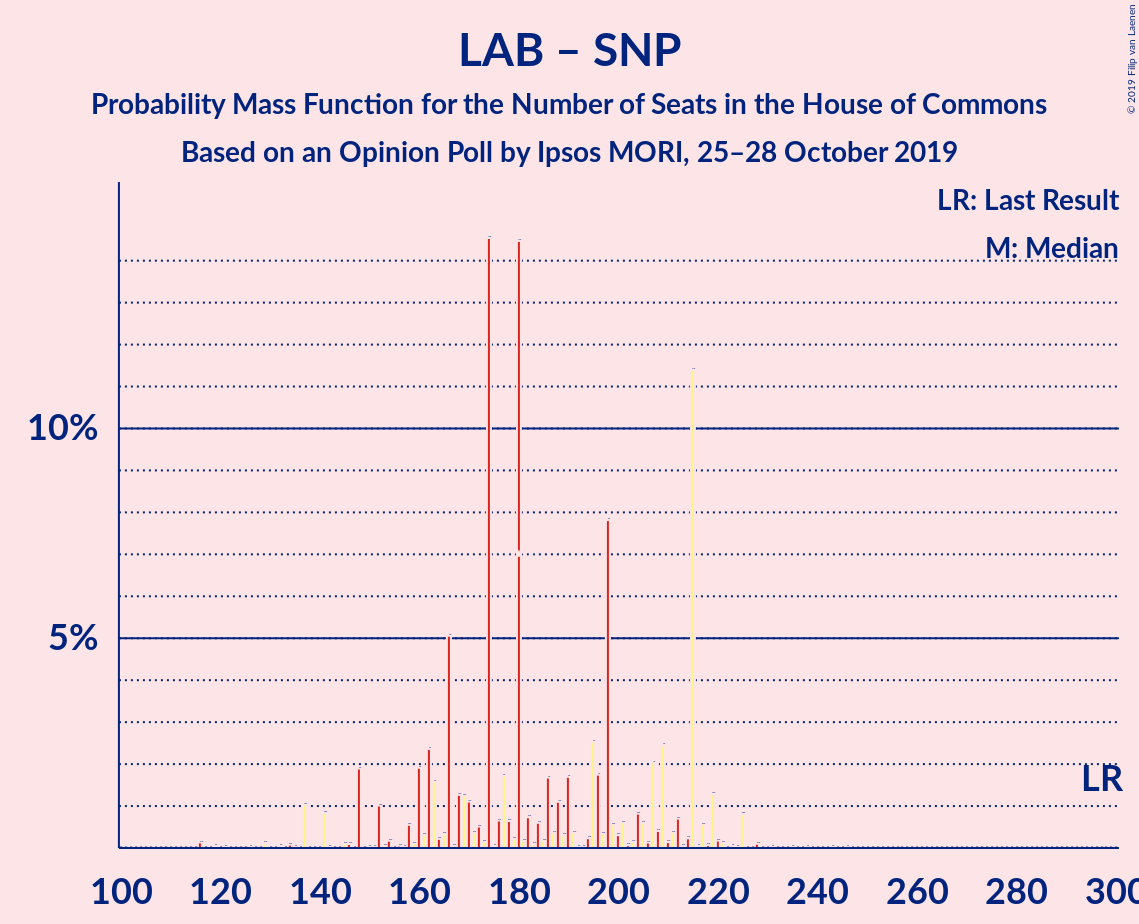 LAB – SNP
Probability Mass Function for the Number of Seats in the House of Commons
Based on an Opinion Poll by Ipsos MORI, 25–28 October 2019
© 2019 Filip van Laenen
LR: Last Result
M: Median
10%
5%
LR
100 120 140 160 180 200 220 240 260 280 300